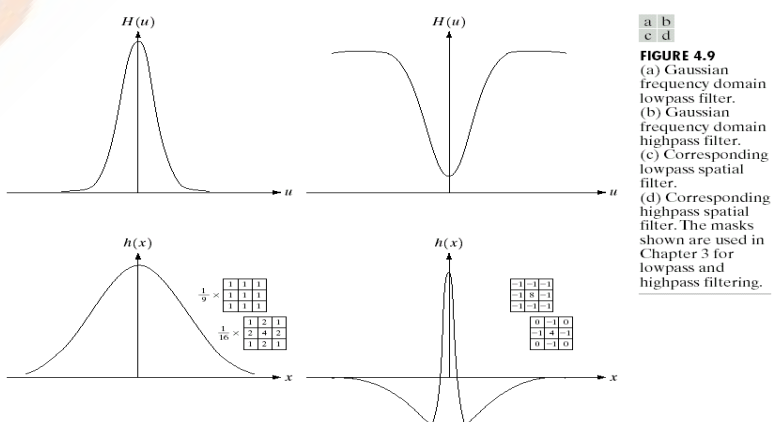 H(u)
u
H(u)
u
h(x)
1/9 ×
1 1 1
1 1 1
1 1 1
1/16 ×
1 2 1
2 4 2
1 2 1
x
h(x)
−1 −1 −1
−1 8 −1
−1 −1 −1
0 −1 0
−1 4 −1
0 −1 0
x
a b
c d
FIGURE 4.9
(a) Gaussian
frequency domain
lowpass filter.
(b) Gaussian
frequency domain
highpass filter.
(c) Corresponding
lowpass spatial
filter.
(d) Corresponding
highpass spatial
filter. The masks
shown are used in
Chapter 3 for
lowpass and
highpass filtering.